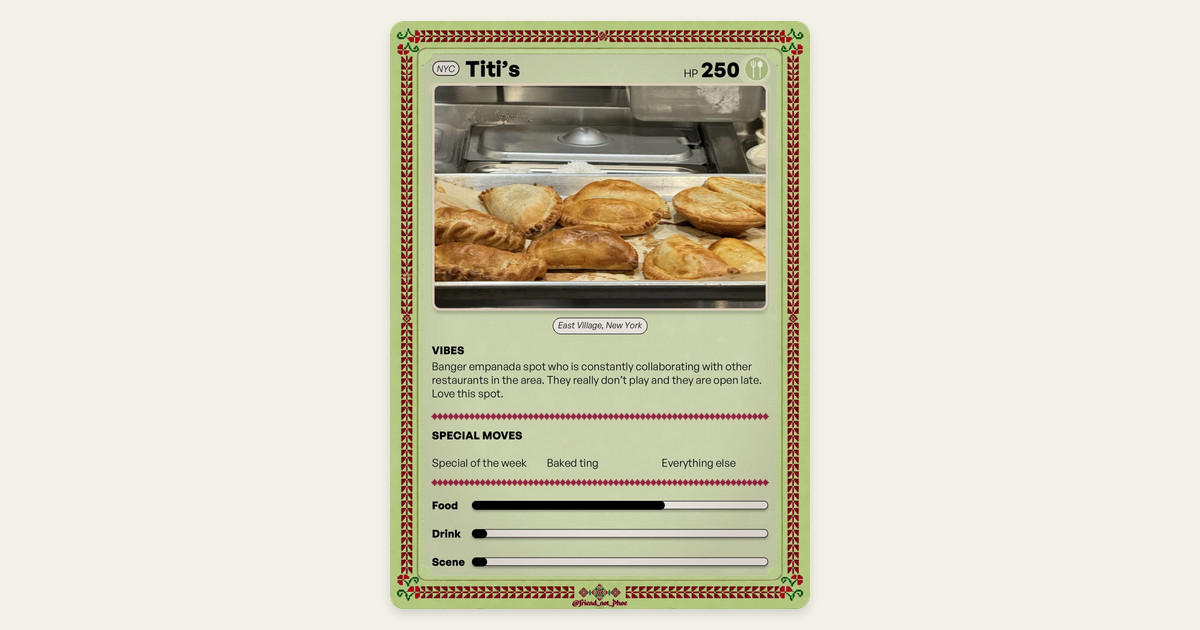 NYC Titi's HP 250
East Village, New York
VIBES
Banger empanada spot who is constantly collaborating with other
restaurants in the area. They really don't play and they are open late.
Love this spot.
SPECIAL MOVES
Special of the week Baked ting Everything else
Food
Drink
Scene
@friend_not_phoe